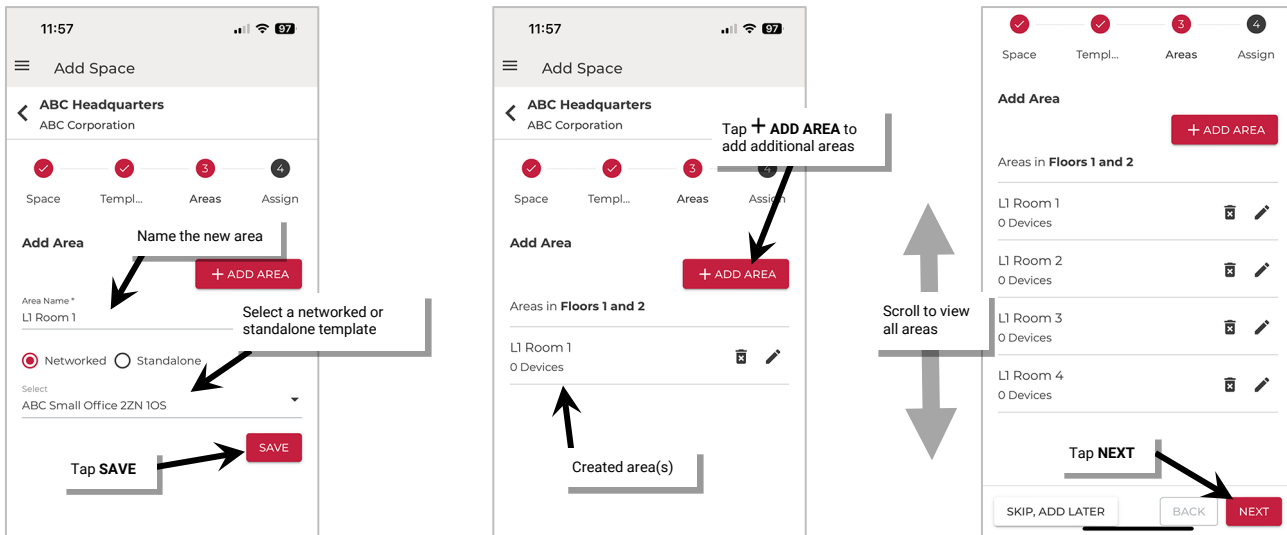 11:57
97
Add Space
ABC Headquarters
ABC Corporation
3
4
Space
Templ...
Areas
Assign
Add Area
Name the new area
+ ADD AREA
Area Name *
L1 Room 1
Select a networked or
standalone template
Networked
Standalone
Select
ABC Small Office 2ZN 1OS
SAVE
Tap SAVE
11:57
97
Add Space
ABC Headquarters
ABC Corporation
Tap + ADD AREA to
add additional areas
3
4
Space
Templ...
Areas
Assign
Add Area
+ ADD AREA
Areas in Floors 1 and 2
L1 Room 1
0 Devices
Created area(s)
Scroll to view
all areas
3
4
Space
Templ...
Areas
Assign
Add Area
+ ADD AREA
Areas in Floors 1 and 2
L1 Room 1
0 Devices
L1 Room 2
0 Devices
L1 Room 3
0 Devices
L1 Room 4
0 Devices
Tap NEXT
SKIP, ADD LATER
BACK
NEXT